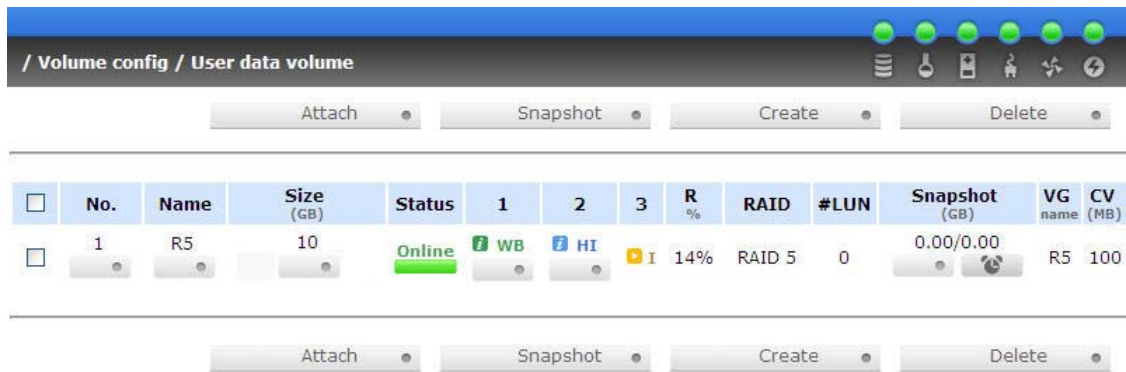 / Volume config / User data volume
Attach Snapshot Create Delete
No. Name Size (GB) Status 1 2 3 R % RAID #LUN Snapshot (GB) VG name CV (MB)
1 R5 10 Online WB HI I 14% RAID 5 0 0.00/0.00 R5 100
Attach Snapshot Create Delete